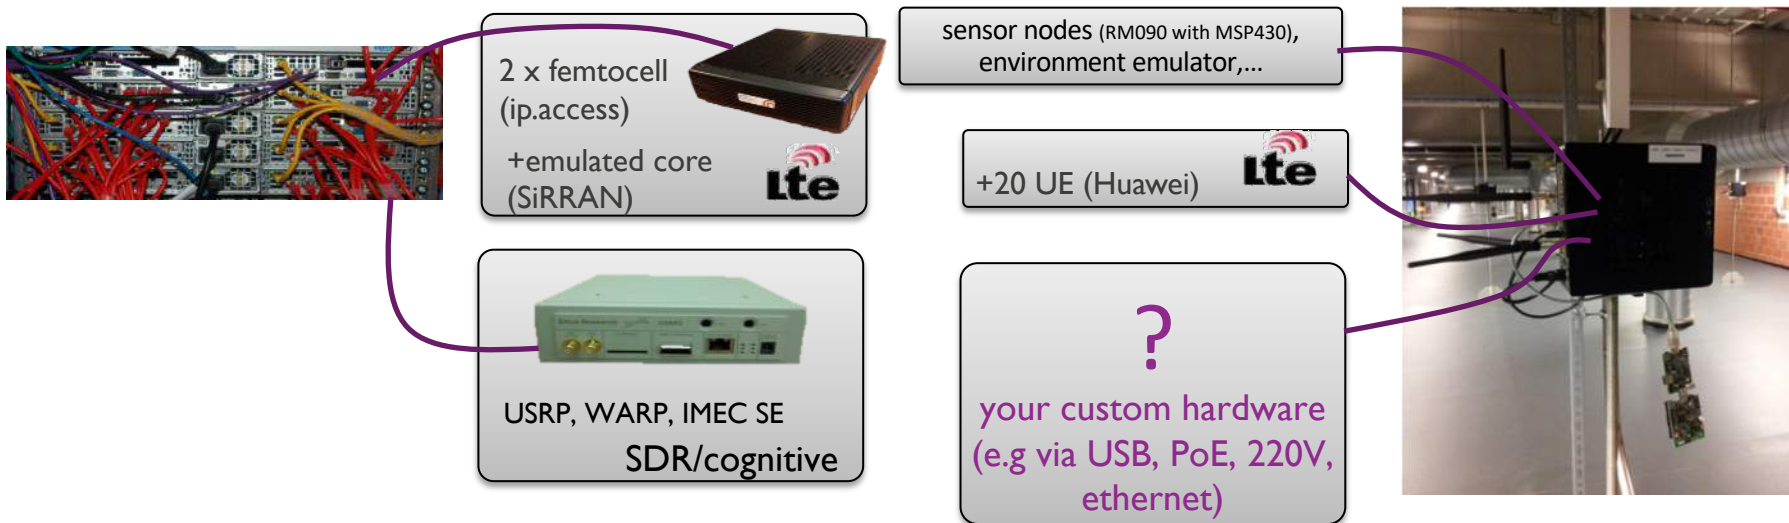 2 x femtocell
(ip.access)
+emulated core
(SiRRAN)
Lte
sensor nodes (RM090 with MSP430),
environment emulator,...
+20 UE (Huawei)
Lte
USRP, WARP, IMEC SE
SDR/cognitive
?
your custom hardware
(e.g via USB, PoE, 220V,
ethernet)